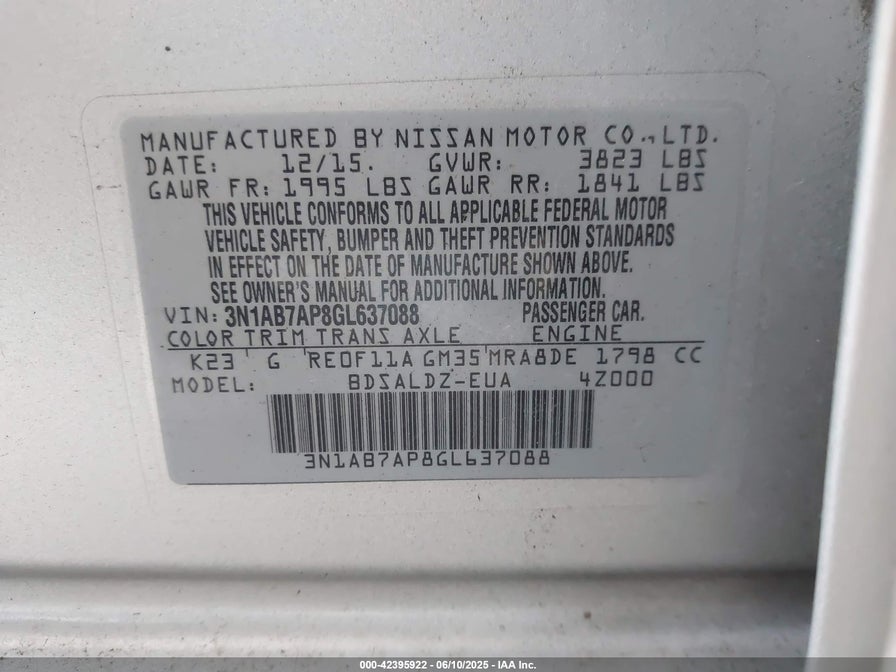 MANUFACTURED BY NISSAN MOTOR CO.,LTD.
DATE: 12/15. GVWR: 3823 LBS
GAWR FR: 1995 LBS GAWR RR: 1841 LBS
THIS VEHICLE CONFORMS TO ALL APPLICABLE FEDERAL MOTOR
VEHICLE SAFETY, BUMPER AND THEFT PREVENTION STANDARDS
IN EFFECT ON THE DATE OF MANUFACTURE SHOWN ABOVE.
SEE OWNER'S MANUAL FOR ADDITIONAL INFORMATION.
VIN: 3N1AB7AP8GL637088 PASSENGER CAR.
COLOR TRIM TRANS AXLE ENGINE
K23 G RE0F11A GM35 MRA8DE 1798 CC
MODEL: BDSALDZ-EUA 4Z000
3N1AB7AP8GL637088
000-42395922 - 06/10/2025 - IAA Inc.